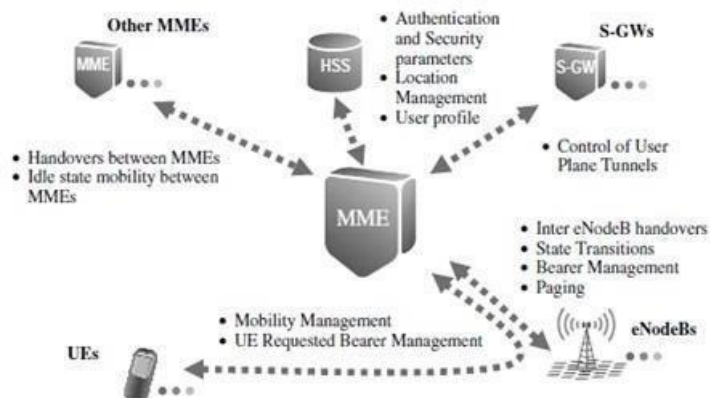 Other MMEs
MME
• Handovers between MMEs
• Idle state mobility between
MMEs
HSS
• Authentication
and Security
parameters
• Location
Management
• User profile
S-GWs
S-GW
• Control of User
Plane Tunnels
MME
• Inter eNodeB handovers
• State Transitions
• Bearer Management
• Paging
eNodeBs
• Mobility Management
• UE Requested Bearer Management
UEs